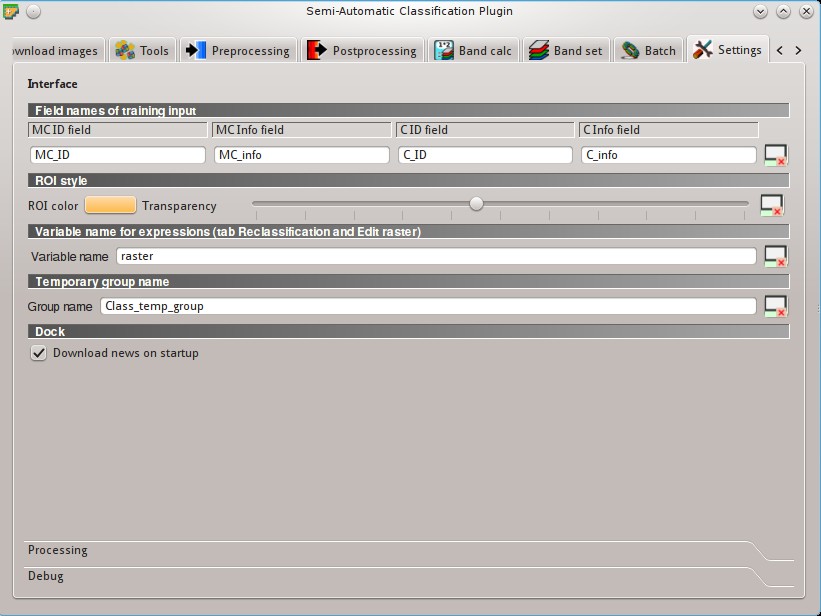 Semi-Automatic Classification Plugin
wnload images Tools Preprocessing Postprocessing Band calc Band set Batch Settings
Interface
Field names of training input
MC ID field MC Info field C ID field C Info field
MC_ID MC_info C_ID C_info
ROI style
ROI color Transparency
Variable name for expressions (tab Reclassification and Edit raster)
Variable name raster
Temporary group name
Group name Class_temp_group
Dock
Download news on startup
Processing
Debug